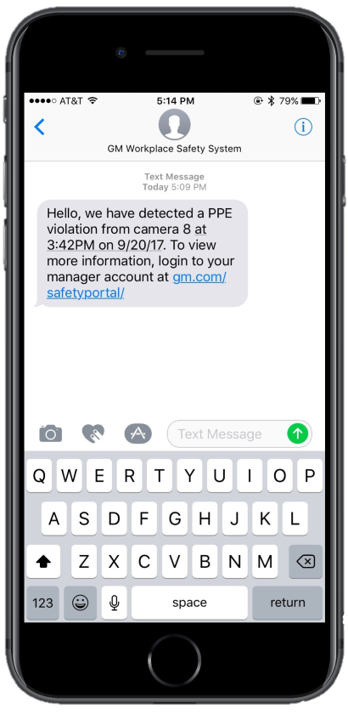 AT&T 5:14 PM 79%
GM Workplace Safety System
Text Message
Today 5:09 PM
Hello, we have detected a PPE
violation from camera 8 at
3:42PM on 9/20/17. To view
more information, login to your
manager account at gm.com/
safetyportal/
Text Message
Q W E R T Y U I O P
A S D F G H J K L
Z X C V B N M
123 space return